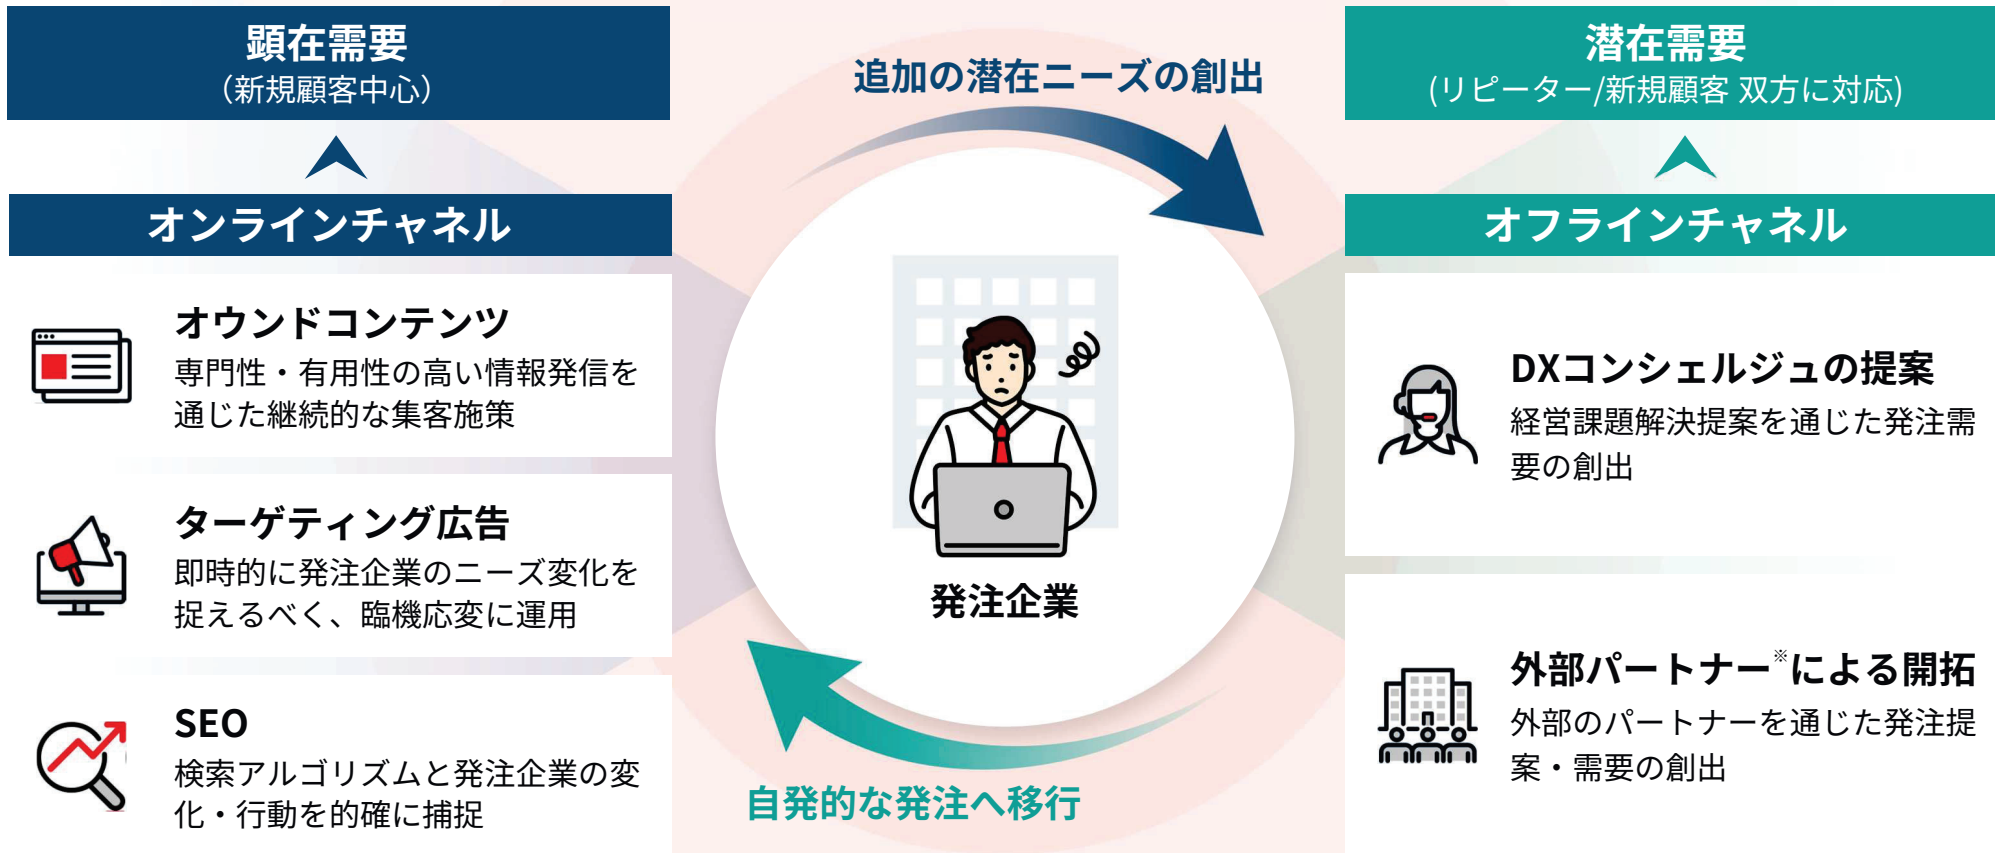 顕在需要
（新規顧客中心）
オンラインチャネル
オウンドコンテンツ
専門性・有用性の高い情報発信を
通じた継続的な集客施策
ターゲティング広告
即時的に発注企業のニーズ変化を
捉えるべく、臨機応変に運用
SEO
検索アルゴリズムと発注企業の変
化・行動を的確に捕捉
追加の潜在ニーズの創出
発注企業
自発的な発注へ移行
潜在需要
(リピーター/新規顧客 双方に対応)
オフラインチャネル
DXコンシェルジュの提案
経営課題解決提案を通じた発注需
要の創出
外部パートナー※による開拓
外部のパートナーを通じた発注提
案・需要の創出